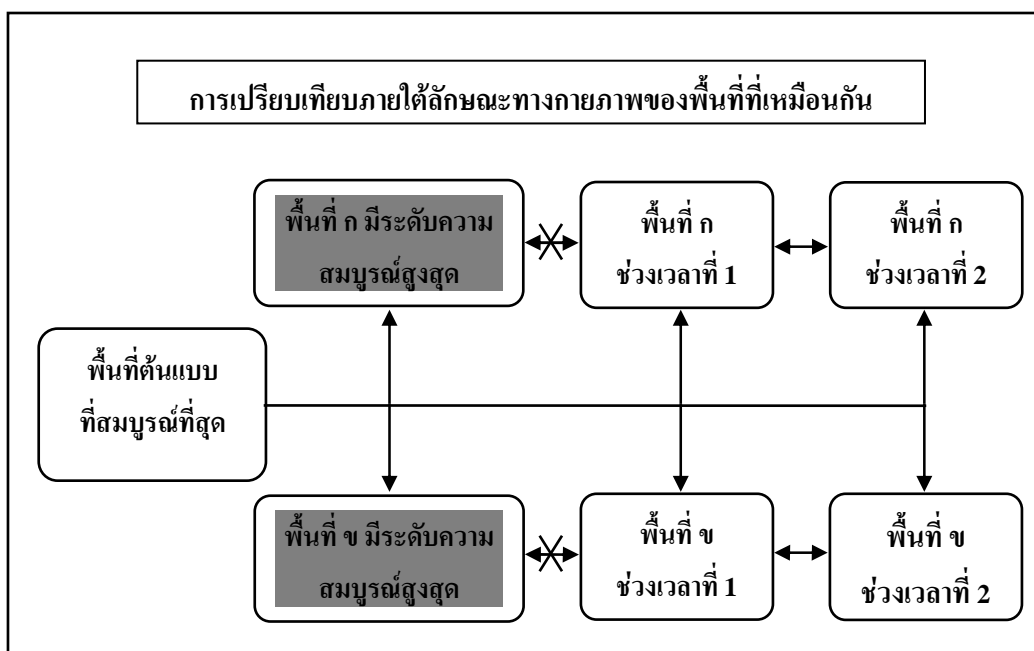 การเปรียบเทียบภายใต้ลักษณะทางกายภาพของพื้นที่ที่เหมือนกัน
พื้นที่ ก มีระดับความ
สมบูรณ์สูงสุด
พื้นที่ ก
ช่วงเวลาที่ 1
พื้นที่ ก
ช่วงเวลาที่ 2
พื้นที่ต้นแบบ
ที่สมบูรณ์ที่สุด
พื้นที่ ข มีระดับความ
สมบูรณ์สูงสุด
พื้นที่ ข
ช่วงเวลาที่ 1
พื้นที่ ข
ช่วงเวลาที่ 2